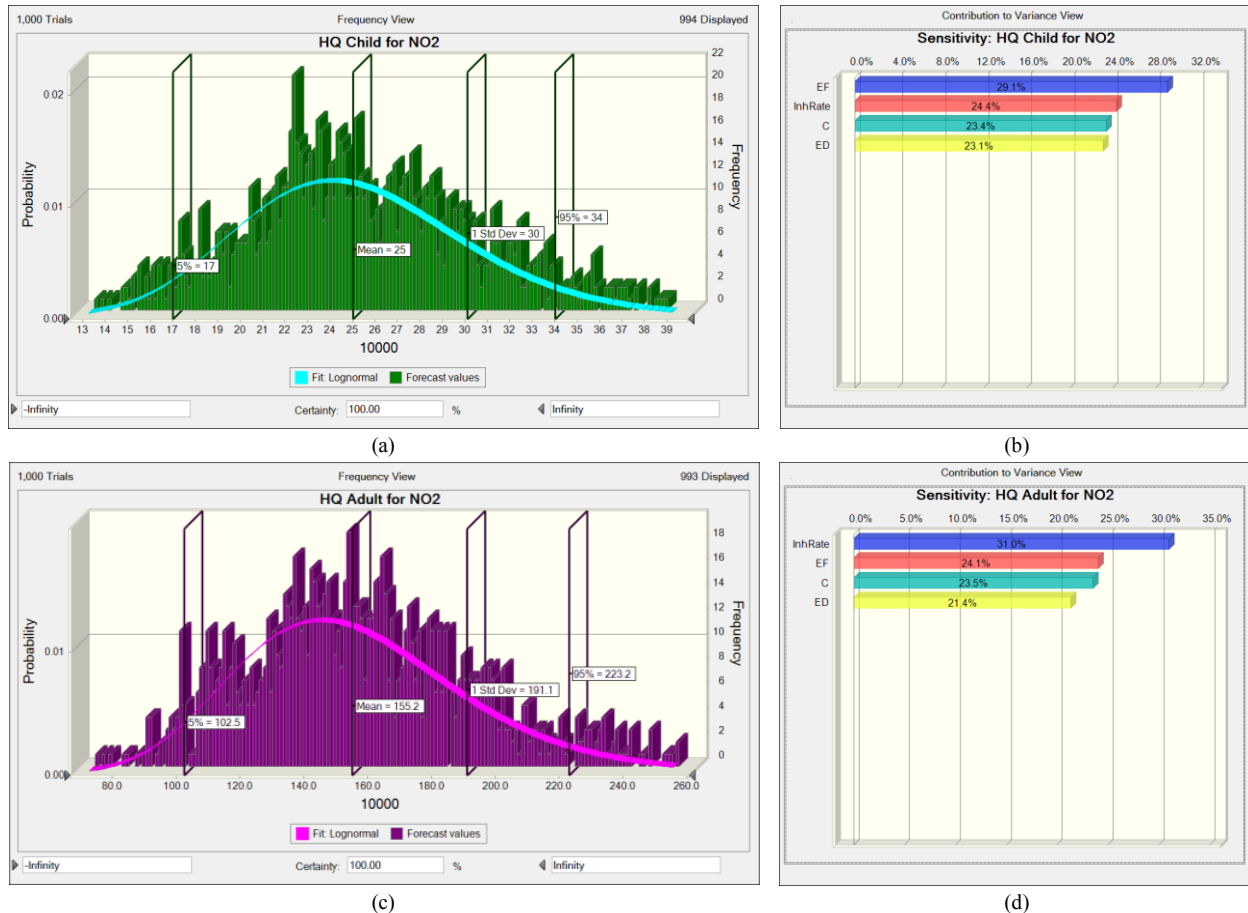 1,000 Trials Frequency View 994 Displayed
HQ Child for NO2
22
20
0.02
18
16
14
12
0.01
10
8
6
4
2
0
0.00
Probability
Frequency
5% = 17
Mean = 25
1 Std Dev = 30
95% = 34
13 14 15 16 17 18 19 20 21 22 23 24 25 26 27 28 29 30 31 32 33 34 35 36 37 38 39
10000
Fit: Lognormal Forecast values
-Infinity Certainty: 100.00 % Infinity
(a)
Contribution to Variance View
Sensitivity: HQ Child for NO2
0.0% 4.0% 8.0% 12.0% 16.0% 20.0% 24.0% 28.0% 32.0%
EF 29.1%
InhRate 24.4%
C 23.4%
ED 23.1%
(b)
1,000 Trials Frequency View 993 Displayed
HQ Adult for NO2
18
16
14
12
0.01
10
8
6
4
2
0
0.00
Probability
Frequency
5% = 102.5
Mean = 155.2
1 Std Dev = 191.1
95% = 223.2
80.0 100.0 120.0 140.0 160.0 180.0 200.0 220.0 240.0 260.0
10000
Fit: Lognormal Forecast values
-Infinity Certainty: 100.00 % Infinity
(c)
Contribution to Variance View
Sensitivity: HQ Adult for NO2
0.0% 5.0% 10.0% 15.0% 20.0% 25.0% 30.0% 35.0%
InhRate 31.0%
EF 24.1%
C 23.5%
ED 21.4%
(d)